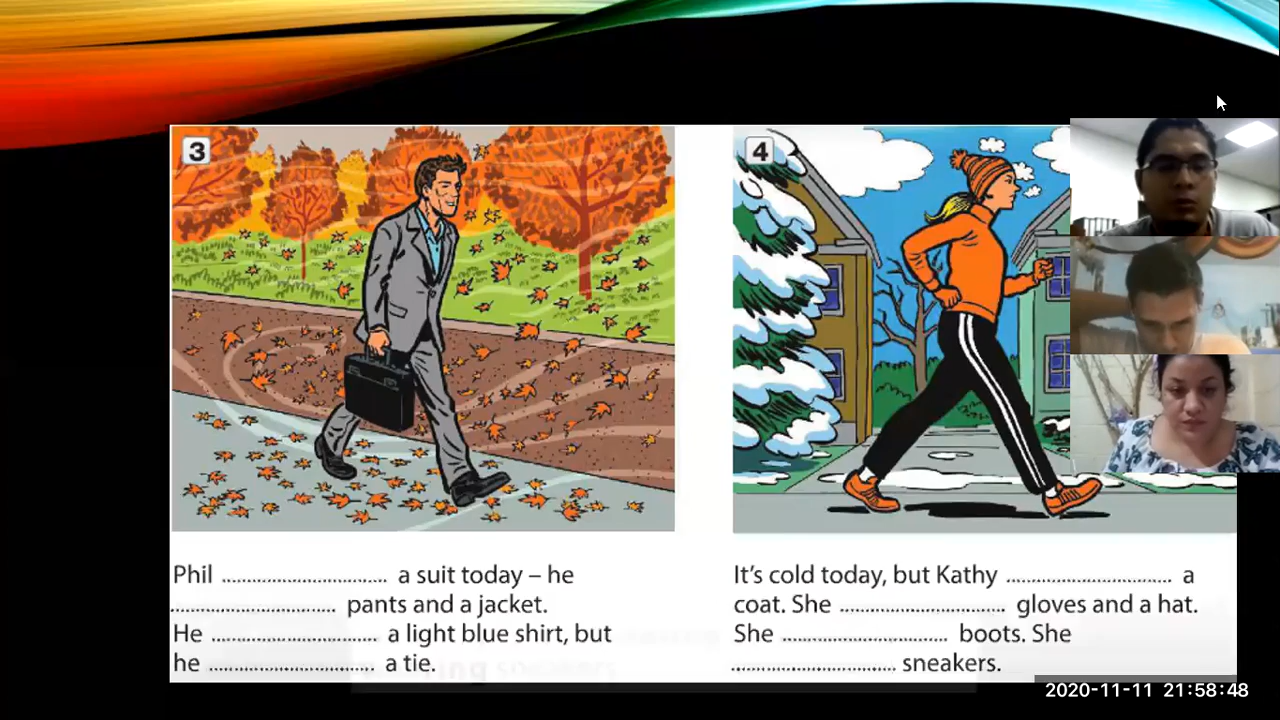 3
Phil .................................. a suit today – he
.................................. pants and a jacket.
He .................................. a light blue shirt, but
he .................................. a tie.
4
It's cold today, but Kathy .................................. a
coat. She .................................. gloves and a hat.
She .................................. boots. She
.................................. sneakers.
sneakers
2020-11-11 21:58:48